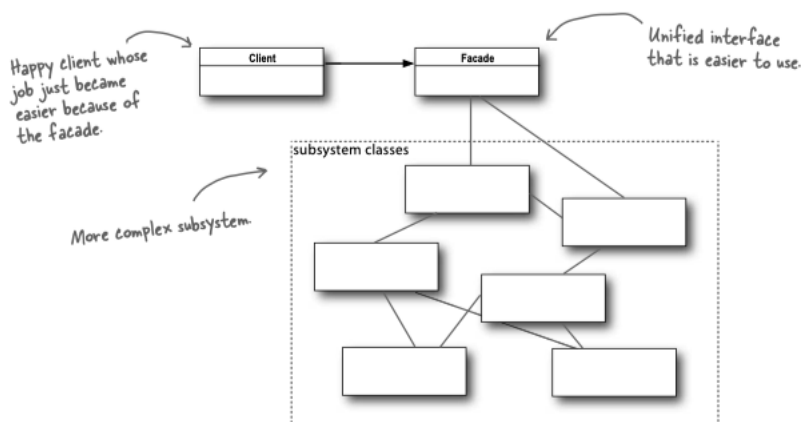 Happy client whose
job just became
easier because of
the facade.
Client
Facade
Unified interface
that is easier to use.
subsystem classes
More complex subsystem.